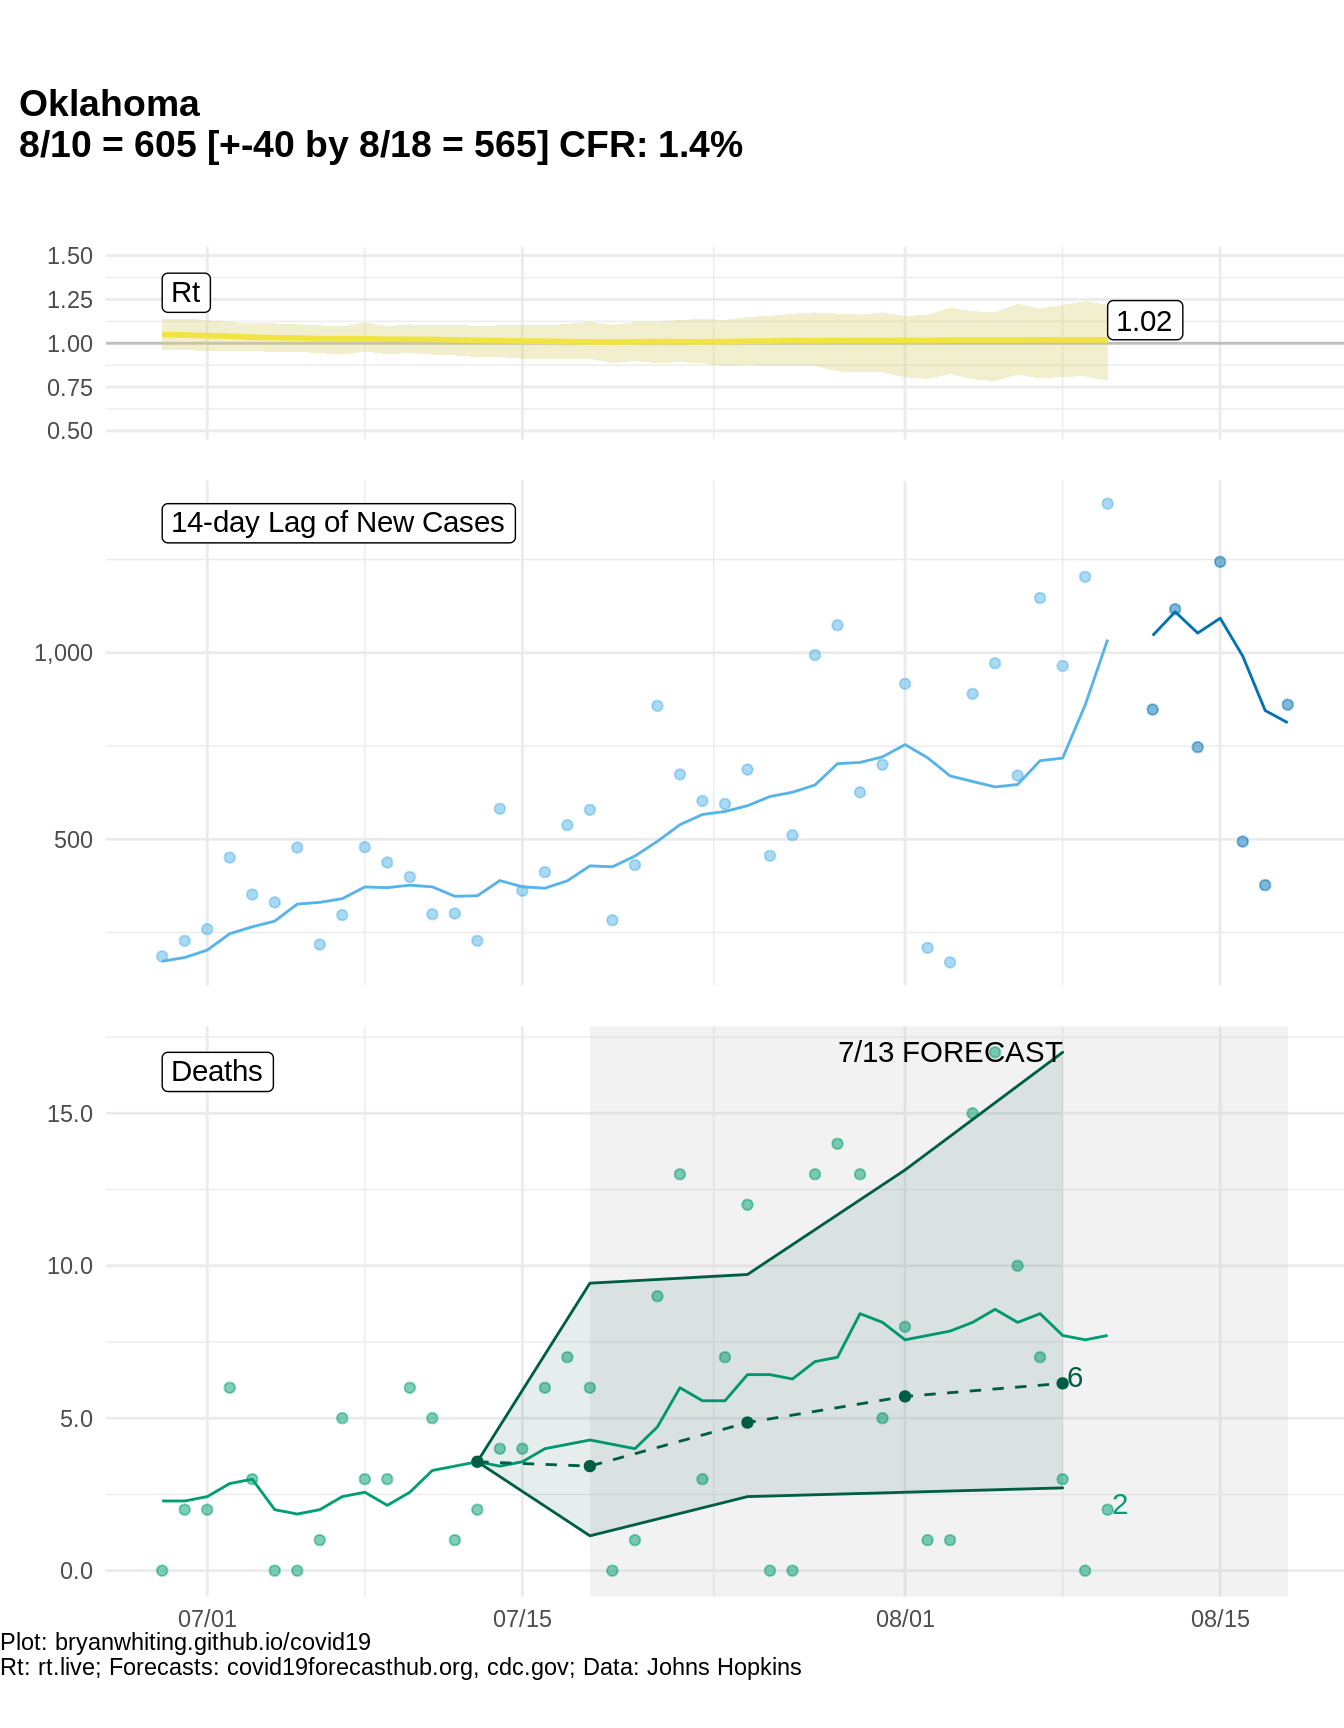 Oklahoma
8/10 = 605 [+-40 by 8/18 = 565] CFR: 1.4%
1.50
Rt
1.25
1.02
1.00
0.75
0.50
14-day Lag of New Cases
1,000
500
7/13 FORECAST
Deaths
15.0
10.0
6
5.0
2
0.0
07/01 07/15 08/01 08/15
Plot: bryanwhiting.github.io/covid19
Rt: rt.live; Forecasts: covid19forecasthub.org, cdc.gov; Data: Johns Hopkins